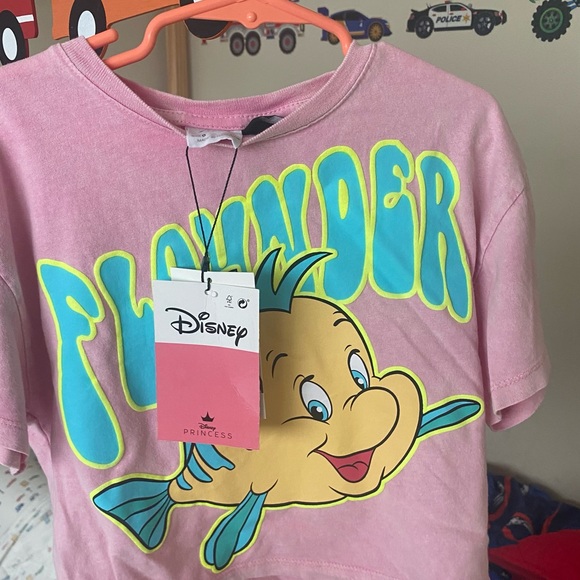 POLICE
FLOUNDER
Disney
Disney
PRINCESS